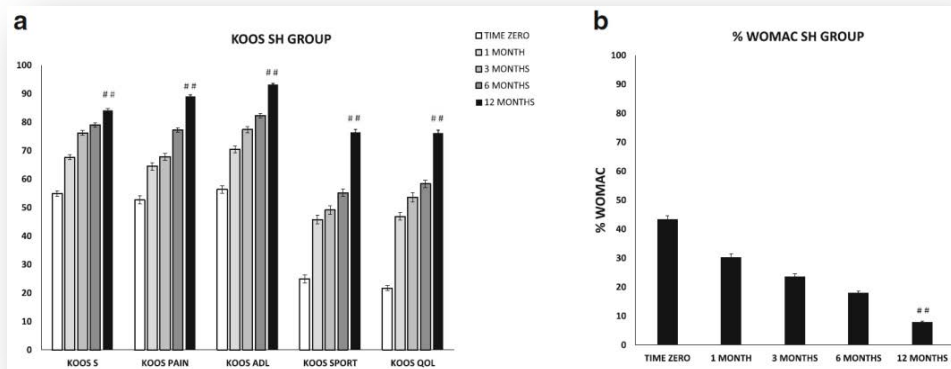 a
KOOS SH GROUP
TIME ZERO
1 MONTH
3 MONTHS
6 MONTHS
12 MONTHS
100
90
80
70
60
50
40
30
20
10
0
# #
# #
# #
# #
# #
KOOS S
KOOS PAIN
KOOS ADL
KOOS SPORT
KOOS QOL
b
% WOMAC SH GROUP
% WOMAC
100
90
80
70
60
50
40
30
20
10
0
# #
TIME ZERO
1 MONTH
3 MONTHS
6 MONTHS
12 MONTHS